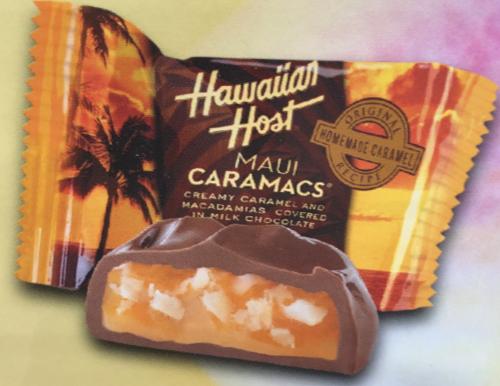 Hawaiian
Host
MAUI
CARAMACS®
CREAMY CARAMEL AND
MACADAMIAS COVERED
IN MILK CHOCOLATE
ORIGINAL
HOMEMADE CARAMEL
RECIPE